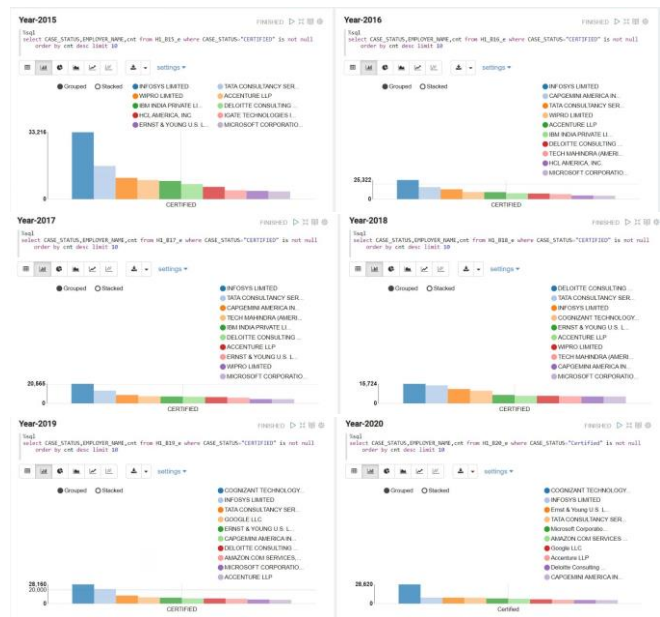 Year-2015
FINISHED
%sql
select CASE_STATUS,EMPLOYER_NAME,cnt from H1_B15_e where CASE_STATUS="CERTIFIED" is not null
order by cnt desc limit 10
settings
Grouped Stacked
INFOSYS LIMITED
TATA CONSULTANCY SER...
WIPRO LIMITED
ACCENTURE LLP
IBM INDIA PRIVATE LI...
DELOITTE CONSULTING ...
HCL AMERICA, INC.
IGATE TECHNOLOGIES I...
ERNST & YOUNG U.S. L...
MICROSOFT CORPORATIO...
33,216
0
CERTIFIED
Year-2016
FINISHED
%sql
select CASE_STATUS,EMPLOYER_NAME,cnt from H1_B16_e where CASE_STATUS="CERTIFIED" is not null
order by cnt desc limit 10
settings
Grouped Stacked
INFOSYS LIMITED
CAPGEMINI AMERICA IN...
TATA CONSULTANCY SER...
WIPRO LIMITED
ACCENTURE LLP
IBM INDIA PRIVATE LI...
DELOITTE CONSULTING ...
TECH MAHINDRA (AMERI...
HCL AMERICA, INC.
MICROSOFT CORPORATIO...
0
CERTIFIED
Year-2017
FINISHED
%sql
select CASE_STATUS,EMPLOYER_NAME,cnt from H1_B17_e where CASE_STATUS="CERTIFIED" is not null
order by cnt desc limit 10
settings
Grouped Stacked
INFOSYS LIMITED
TATA CONSULTANCY SER...
CAPGEMINI AMERICA IN...
TECH MAHINDRA (AMERI...
IBM INDIA PRIVATE LI...
DELOITTE CONSULTING ...
ACCENTURE LLP
ERNST & YOUNG U.S. L...
WIPRO LIMITED
MICROSOFT CORPORATIO...
0
CERTIFIED
Year-2018
FINISHED
%sql
select CASE_STATUS,EMPLOYER_NAME,cnt from H1_B18_e where CASE_STATUS="CERTIFIED" is not null
order by cnt desc limit 10
settings
Grouped Stacked
DELOITTE CONSULTING ...
TATA CONSULTANCY SER...
INFOSYS LIMITED
COGNIZANT TECHNOLOGY...
ERNST & YOUNG U.S. L...
ACCENTURE LLP
WIPRO LIMITED
TECH MAHINDRA (AMERI...
CAPGEMINI AMERICA IN...
MICROSOFT CORPORATIO...
0
CERTIFIED
Year-2019
FINISHED
%sql
select CASE_STATUS,EMPLOYER_NAME,cnt from H1_B19_e where CASE_STATUS="CERTIFIED" is not null
order by cnt desc limit 10
settings
Grouped Stacked
COGNIZANT TECHNOLOGY...
INFOSYS LIMITED
TATA CONSULTANCY SER...
GOOGLE LLC
ERNST & YOUNG U.S. L...
CAPGEMINI AMERICA IN...
DELOITTE CONSULTING ...
AMAZON.COM SERVICES,...
MICROSOFT CORPORATIO...
ACCENTURE LLP
28,160
20,000
0
CERTIFIED
Year-2020
FINISHED
%sql
select CASE_STATUS,EMPLOYER_NAME,cnt from H1_B20_e where CASE_STATUS="Certified" is not null
order by cnt desc limit 10
settings
Grouped Stacked
COGNIZANT TECHNOLOGY...
INFOSYS LIMITED
Ernst & Young U.S. L...
TATA CONSULTANCY SER...
Microsoft Corporatio...
AMAZON.COM SERVICES ...
Google LLC
Accenture LLP
Deloitte Consulting ...
CAPGEMINI AMERICA IN...
0
Certified